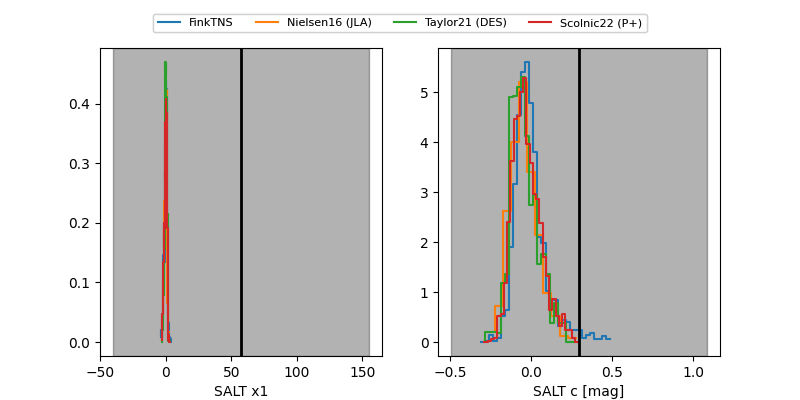 FinkTNS Nielsen16 (JLA) Taylor21 (DES) Scolnic22 (P+)
0.4
0.3
0.2
0.1
0.0
−50 0 50 100 150
SALT x1
5
4
3
2
1
0
−0.5 0.0 0.5 1.0
SALT c [mag]